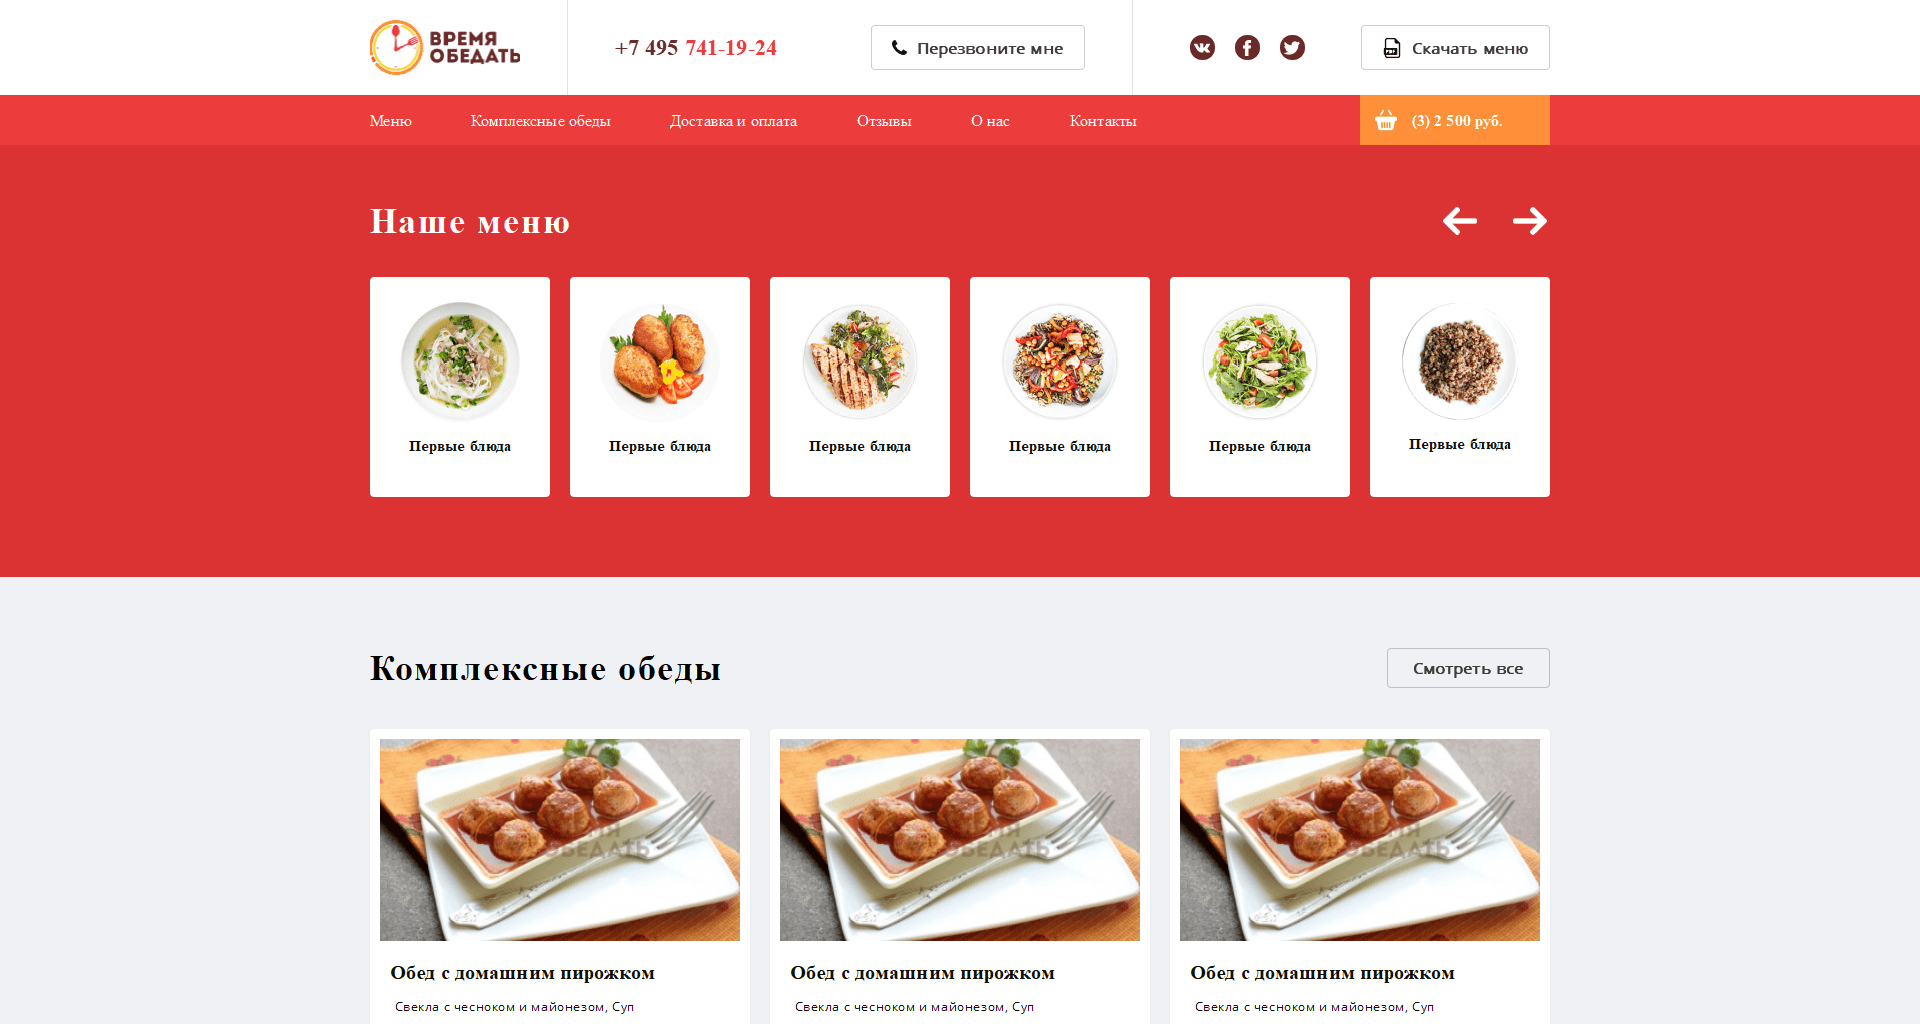 ВРЕМЯ
ОБЕДАТЬ
+7 495 741-19-24
Перезвоните мне
Скачать меню
Меню
Комплексные обеды
Доставка и оплата
Отзывы
О нас
Контакты
(3) 2 500 руб.
Наше меню
Первые блюда
Первые блюда
Первые блюда
Первые блюда
Первые блюда
Первые блюда
Комплексные обеды
Смотреть все
Обед с домашним пирожком
Свекла с чесноком и майонезом, Суп
Обед с домашним пирожком
Свекла с чесноком и майонезом, Суп
Обед с домашним пирожком
Свекла с чесноком и майонезом, Суп